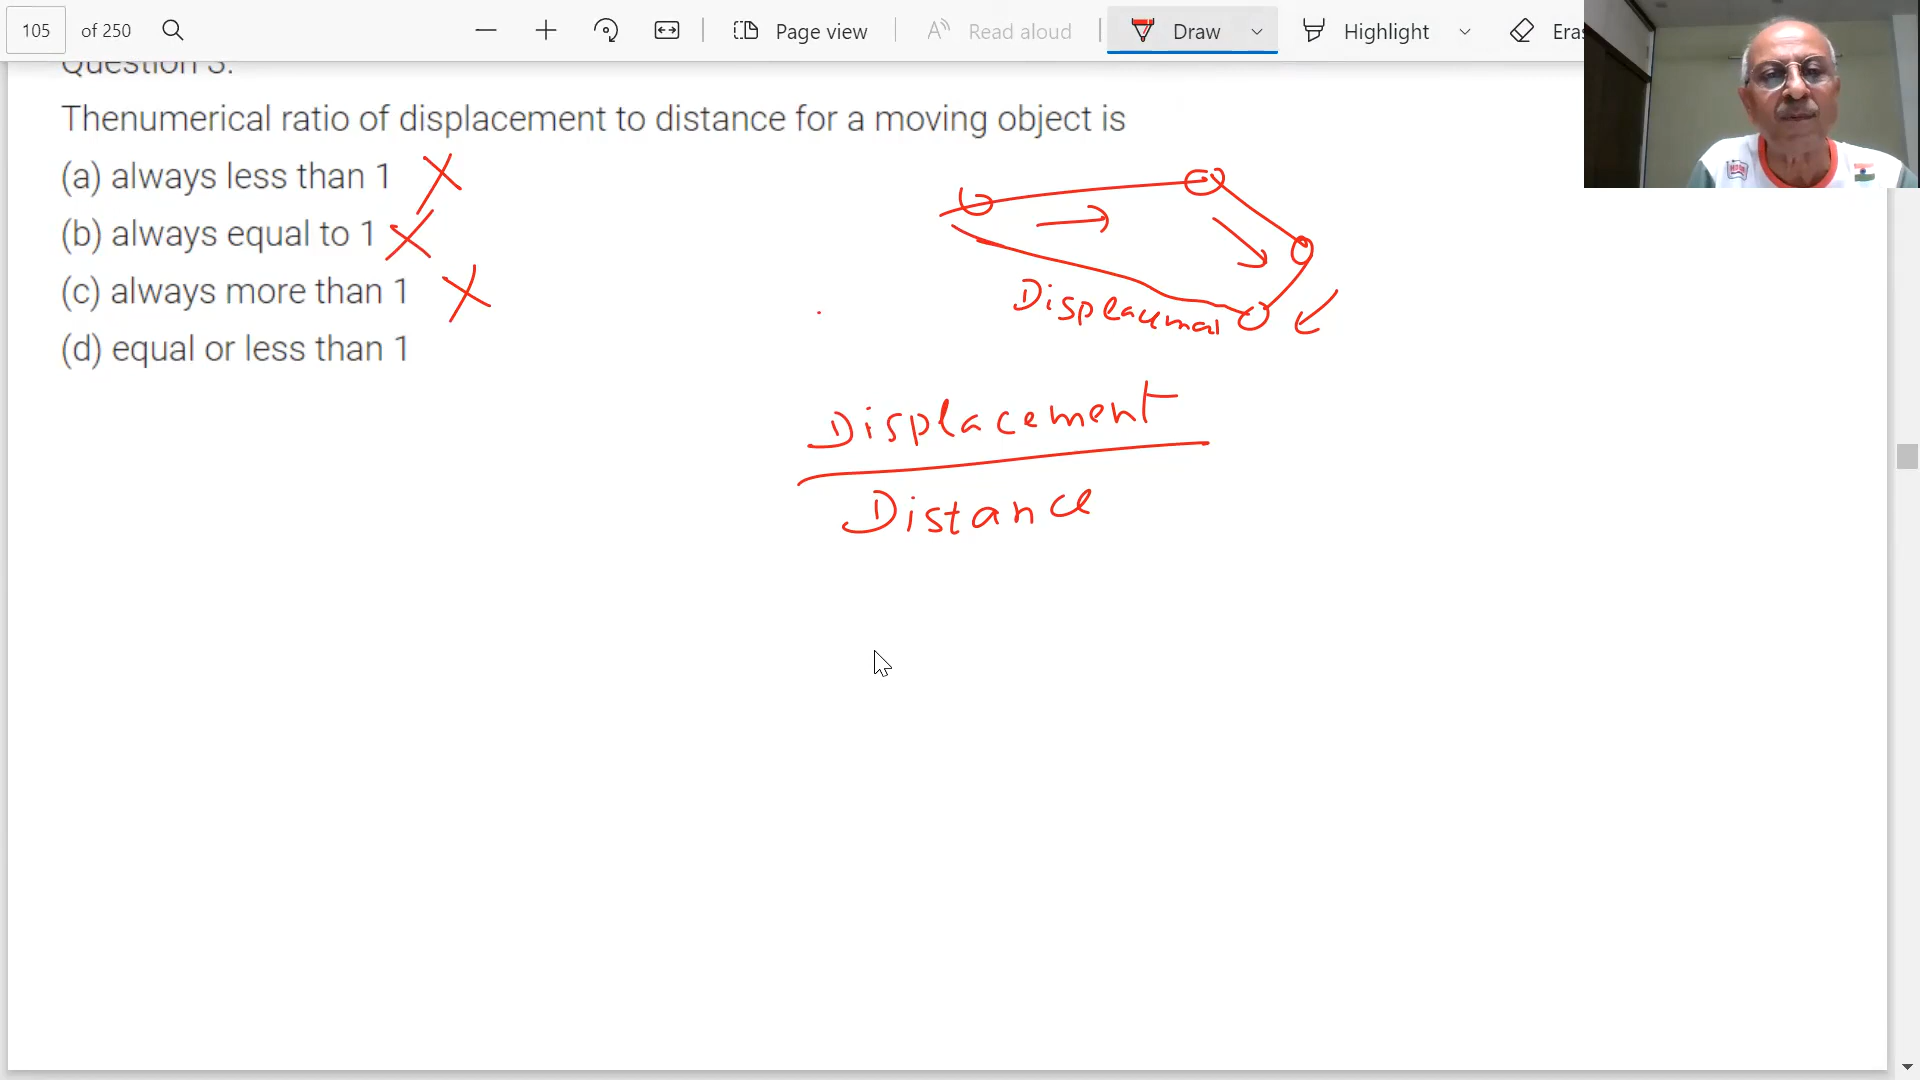 105 of 250 Page view Read aloud Draw Highlight Eras
Question 3.
Thenumerical ratio of displacement to distance for a moving object is
(a) always less than 1
(b) always equal to 1
(c) always more than 1
(d) equal or less than 1
Displacement
Distance